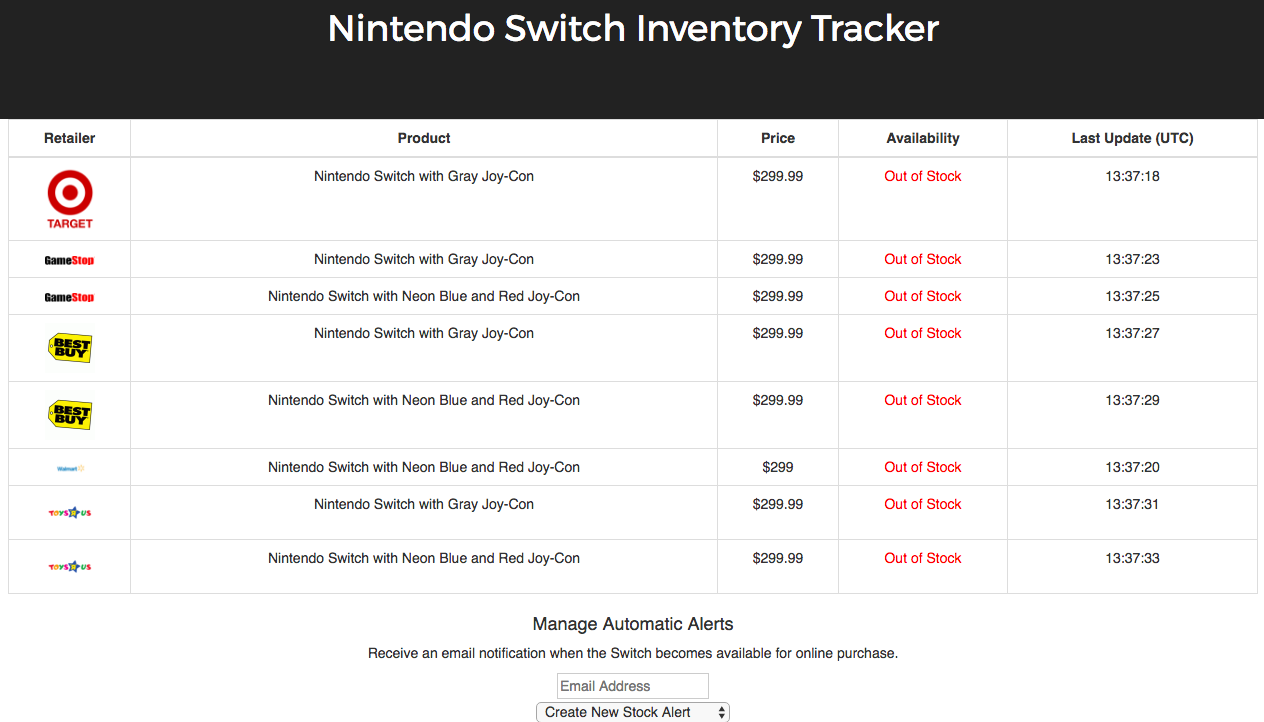 Nintendo Switch Inventory Tracker
Retailer Product Price Availability Last Update (UTC)
TARGET Nintendo Switch with Gray Joy-Con $299.99 Out of Stock 13:37:18
GameStop Nintendo Switch with Gray Joy-Con $299.99 Out of Stock 13:37:23
GameStop Nintendo Switch with Neon Blue and Red Joy-Con $299.99 Out of Stock 13:37:25
BEST BUY Nintendo Switch with Gray Joy-Con $299.99 Out of Stock 13:37:27
BEST BUY Nintendo Switch with Neon Blue and Red Joy-Con $299.99 Out of Stock 13:37:29
Walmart Nintendo Switch with Neon Blue and Red Joy-Con $299 Out of Stock 13:37:20
TOYS R US Nintendo Switch with Gray Joy-Con $299.99 Out of Stock 13:37:31
TOYS R US Nintendo Switch with Neon Blue and Red Joy-Con $299.99 Out of Stock 13:37:33
Manage Automatic Alerts
Receive an email notification when the Switch becomes available for online purchase.
Email Address
Create New Stock Alert